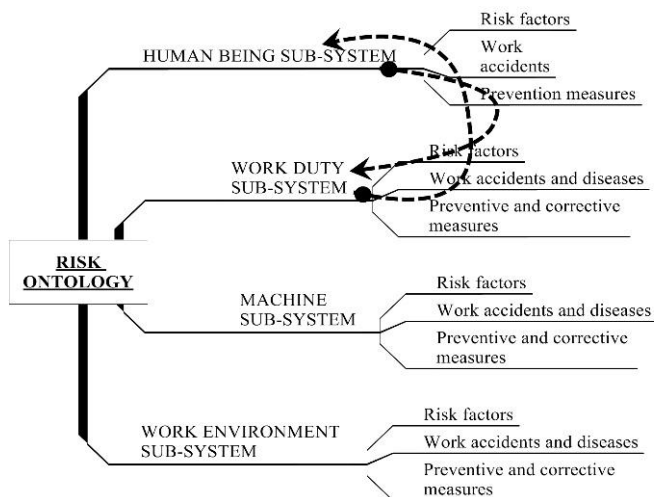 Risk factors
HUMAN BEING SUB-SYSTEM
Work
accidents
Prevention measures
WORK DUTY
SUB-SYSTEM
Risk factors
Work accidents and diseases
Preventive and corrective
measures
RISK
ONTOLOGY
MACHINE
SUB-SYSTEM
Risk factors
Work accidents and diseases
Preventive and corrective
measures
WORK ENVIRONMENT
SUB-SYSTEM
Risk factors
Work accidents and diseases
Preventive and corrective
measures